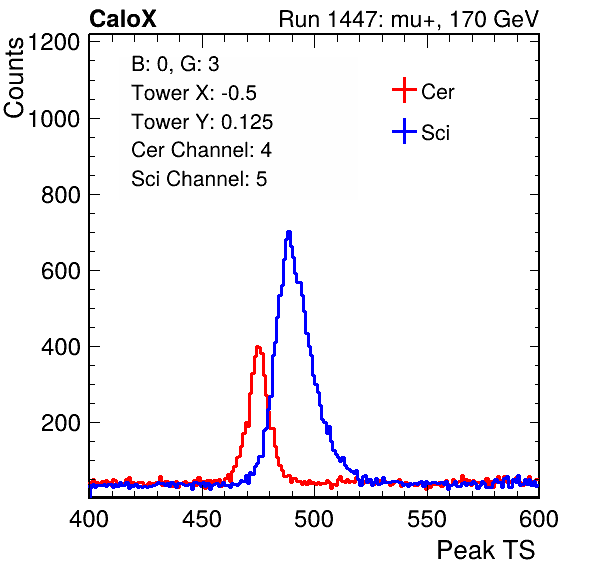 CaloX Run 1447: mu+, 170 GeV
Counts
1200
1000
800
600
400
200
B: 0, G: 3
Tower X: -0.5
Tower Y: 0.125
Cer Channel: 4
Sci Channel: 5
Cer
Sci
400 450 500 550 600
Peak TS